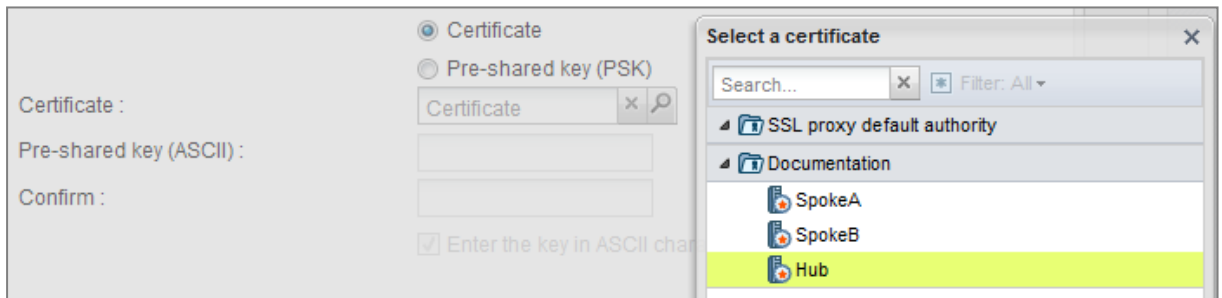 Certificate
Pre-shared key (PSK)
Certificate :
Certificate
Pre-shared key (ASCII) :
Confirm :
Enter the key in ASCII char
Select a certificate
Search...
Filter: All
SSL proxy default authority
Documentation
SpokeA
SpokeB
Hub